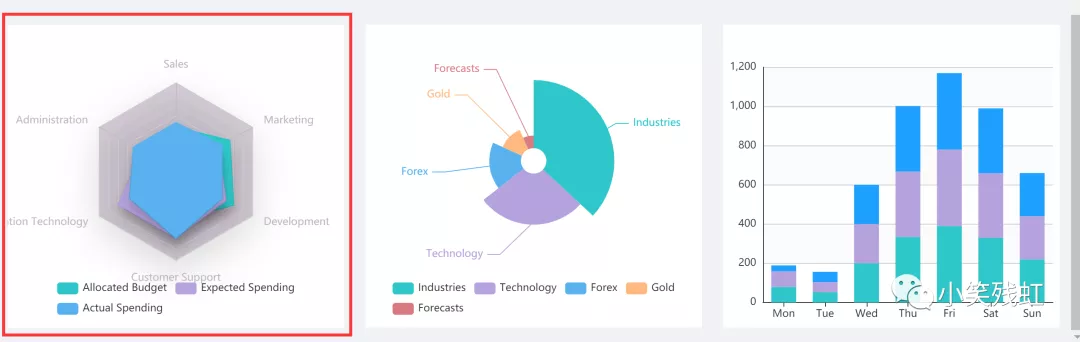 Sales
Administration
Marketing
tion Technology
Development
Customer Support
Allocated Budget
Expected Spending
Actual Spending
Forecasts
Gold
Industries
Forex
Technology
Industries
Technology
Forex
Gold
Forecasts
1,200
1,000
800
600
400
200
0
Mon
Tue
Wed
Thu
Fri
Sat
Sun
小笑残虹